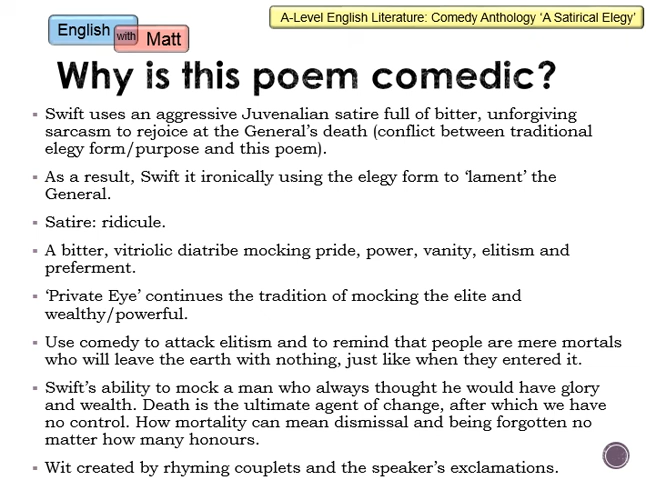 A-Level English Literature: Comedy Anthology 'A Satirical Elegy'
English with Matt
Why is this poem comedic?
▪ Swift uses an aggressive Juvenalian satire full of bitter, unforgiving
sarcasm to rejoice at the General's death (conflict between traditional
elegy form/purpose and this poem).
▪ As a result, Swift it ironically using the elegy form to 'lament' the
General.
▪ Satire: ridicule.
▪ A bitter, vitriolic diatribe mocking pride, power, vanity, elitism and
preferment.
▪ 'Private Eye' continues the tradition of mocking the elite and
wealthy/powerful.
▪ Use comedy to attack elitism and to remind that people are mere mortals
who will leave the earth with nothing, just like when they entered it.
▪ Swift's ability to mock a man who always thought he would have glory
and wealth. Death is the ultimate agent of change, after which we have
no control. How mortality can mean dismissal and being forgotten no
matter how many honours.
▪ Wit created by rhyming couplets and the speaker's exclamations.